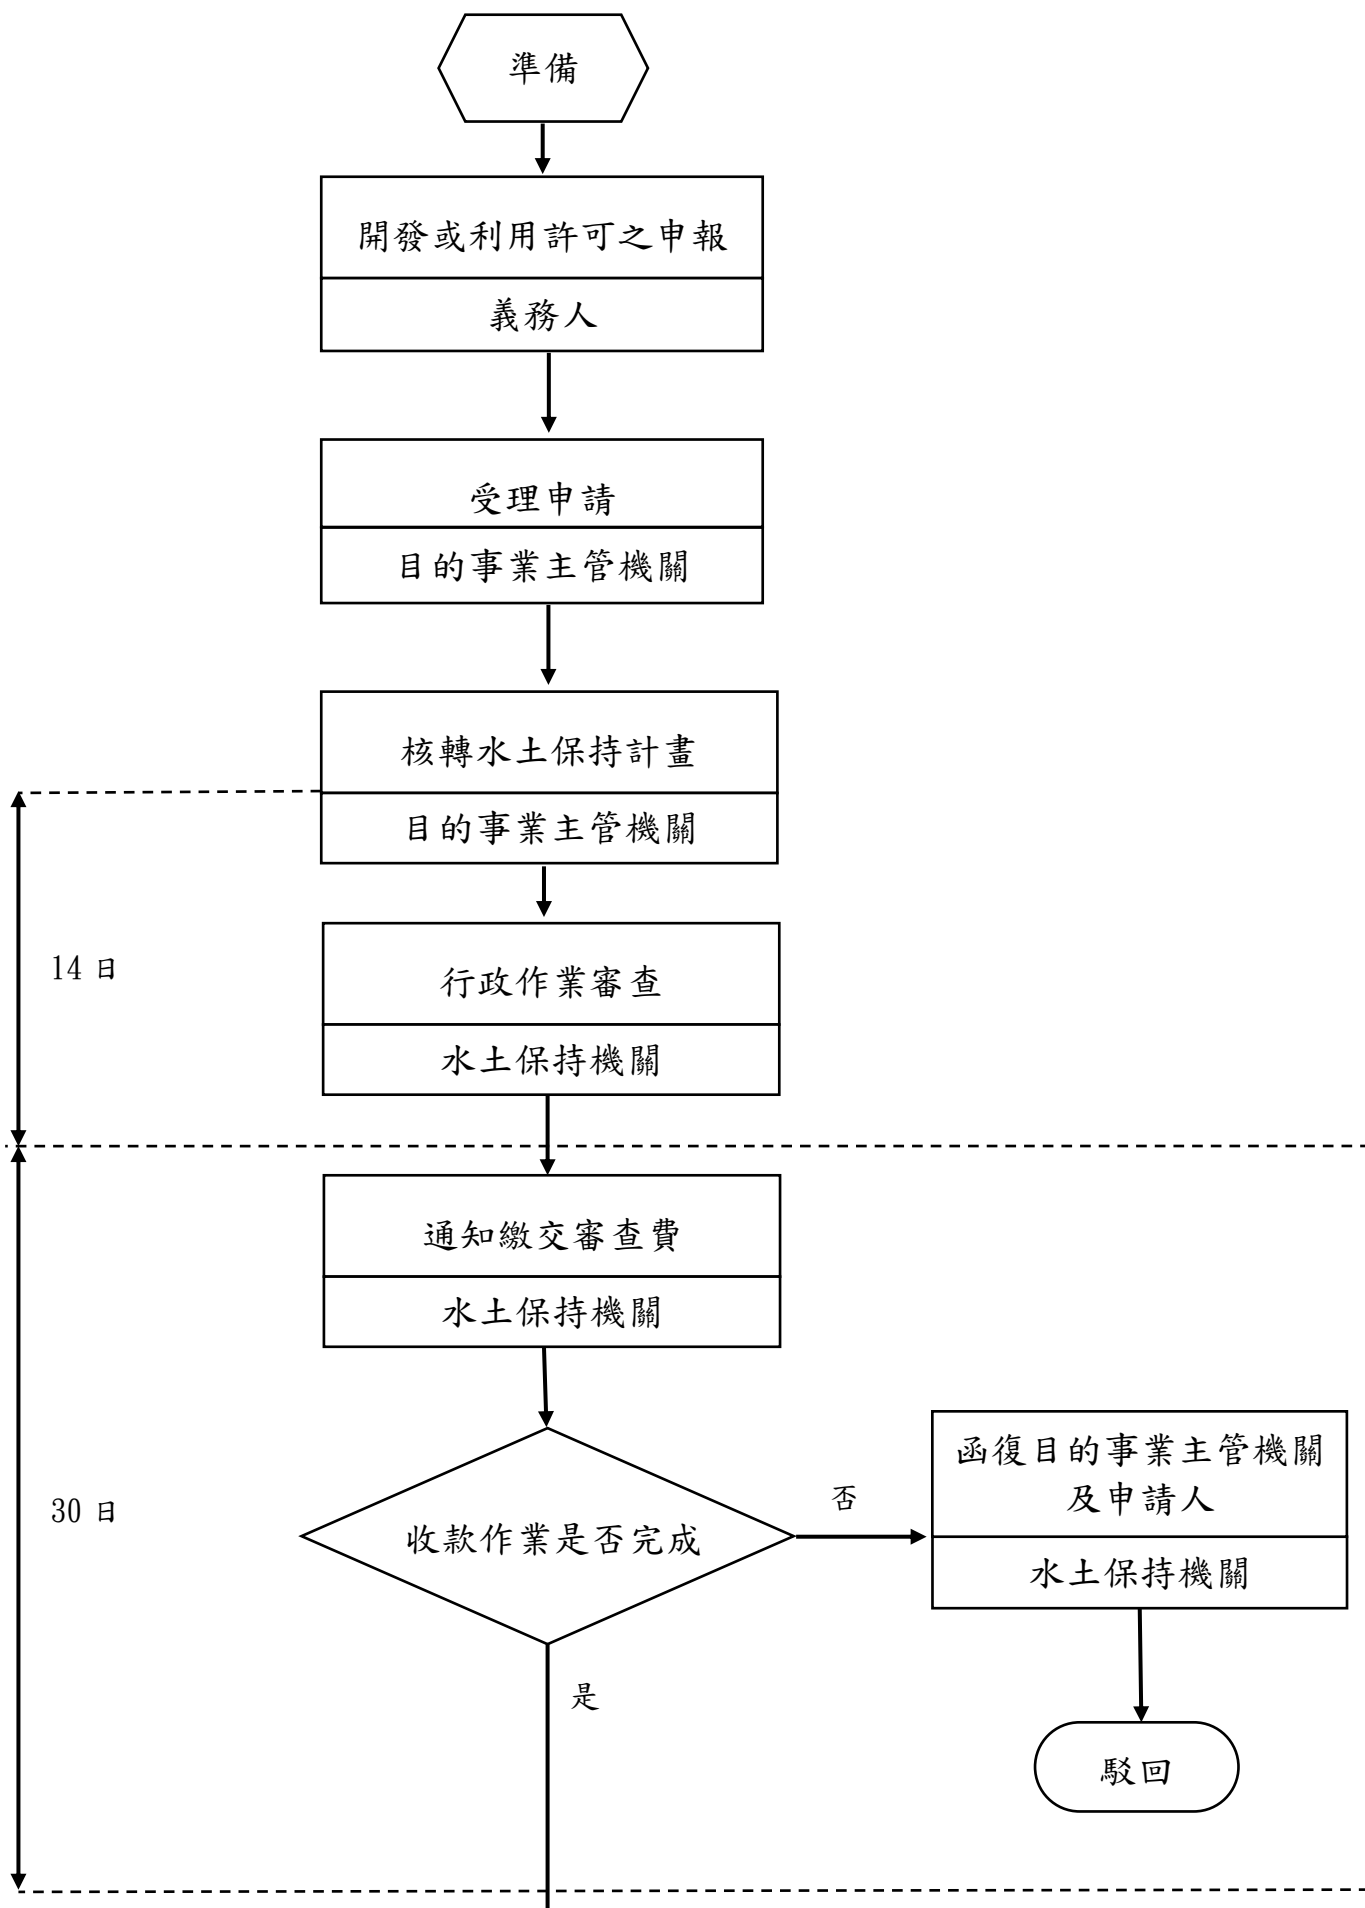 準備
開發或利用許可之申報
義務人
受理申請
目的事業主管機關
核轉水土保持計畫
目的事業主管機關
14 日
行政作業審查
水土保持機關
通知繳交審查費
水土保持機關
30 日
收款作業是否完成
否
函復目的事業主管機關
及申請人
水土保持機關
是
駁回